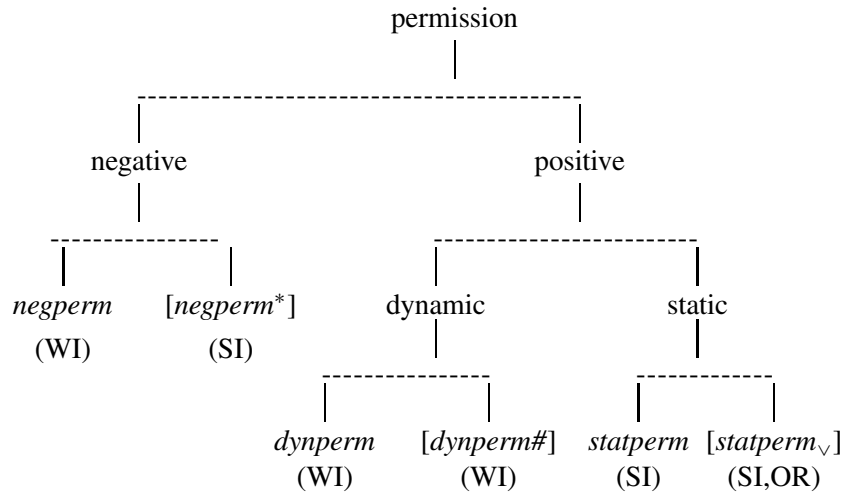 permission
negative positive
negperm [negperm*] dynamic static
(WI) (SI)
dynperm [dynperm#] statperm [statperm∨]
(WI) (WI) (SI) (SI,OR)